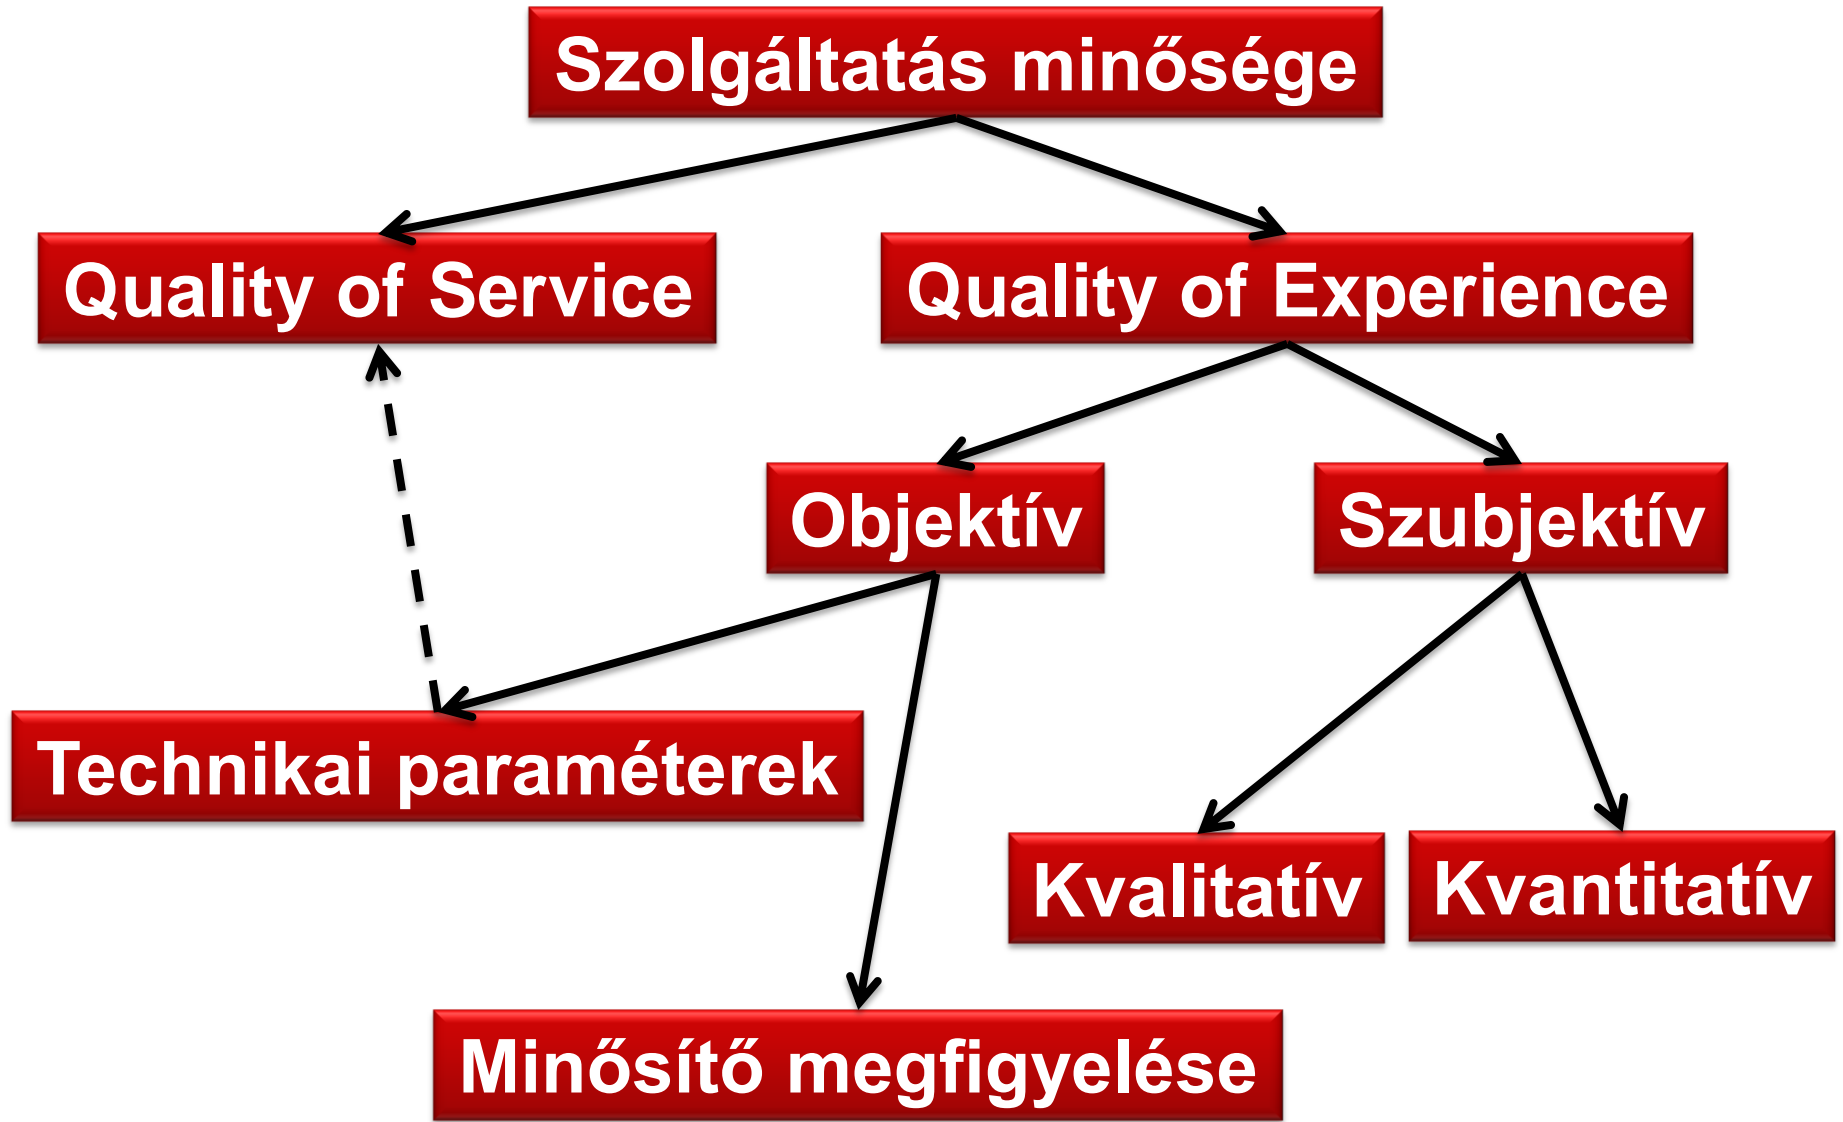 Szolgáltatás minősége
Quality of Service
Quality of Experience
Objektív
Szubjektív
Technikai paraméterek
Kvalitatív
Kvantitatív
Minősítő megfigyelése